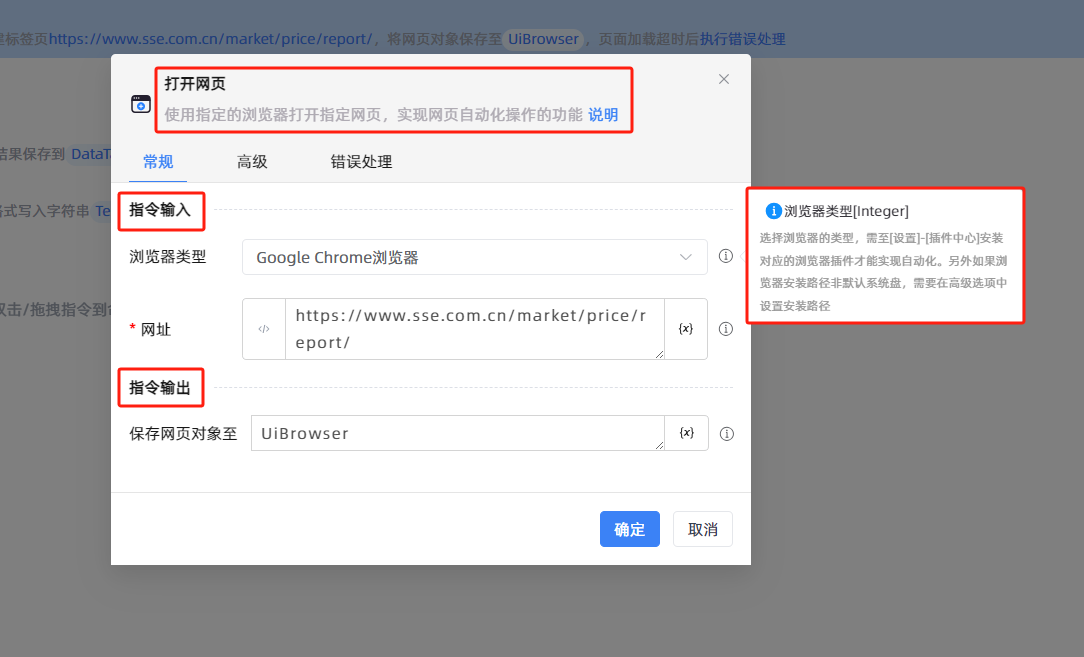 标签页https://www.sse.com.cn/market/price/report/，将网页对象保存至 UiBrowser，页面加载超时后执行错误处理
打开网页
使用指定的浏览器打开指定网页，实现网页自动化操作的功能 说明
结果保存到 DataTa
常规 高级 错误处理
式写入字符串 Te
指令输入
浏览器类型[Integer]
选择浏览器的类型，需至[设置]-[插件中心]安装
对应的浏览器插件才能实现自动化。另外如果浏
览器安装路径非默认系统盘，需要在高级选项中
设置安装路径
浏览器类型 Google Chrome浏览器
双击/拖拽指令到
* 网址 </> https://www.sse.com.cn/market/price/r
eport/ {x}
指令输出
保存网页对象至 UiBrowser {x}
确定 取消